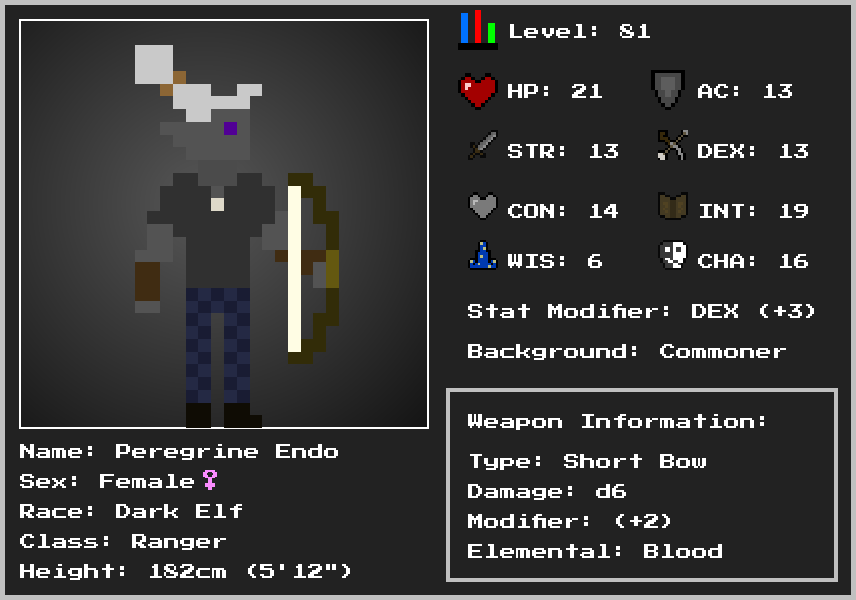 Level: 81
HP: 21 AC: 13
STR: 13 DEX: 13
CON: 14 INT: 19
WIS: 6 CHA: 16
Stat Modifier: DEX (+3)
Background: Commoner
Weapon Information:
Type: Short Bow
Damage: d6
Modifier: (+2)
Elemental: Blood
Name: Peregrine Endo
Sex: Female♀
Race: Dark Elf
Class: Ranger
Height: 182cm (5'12")